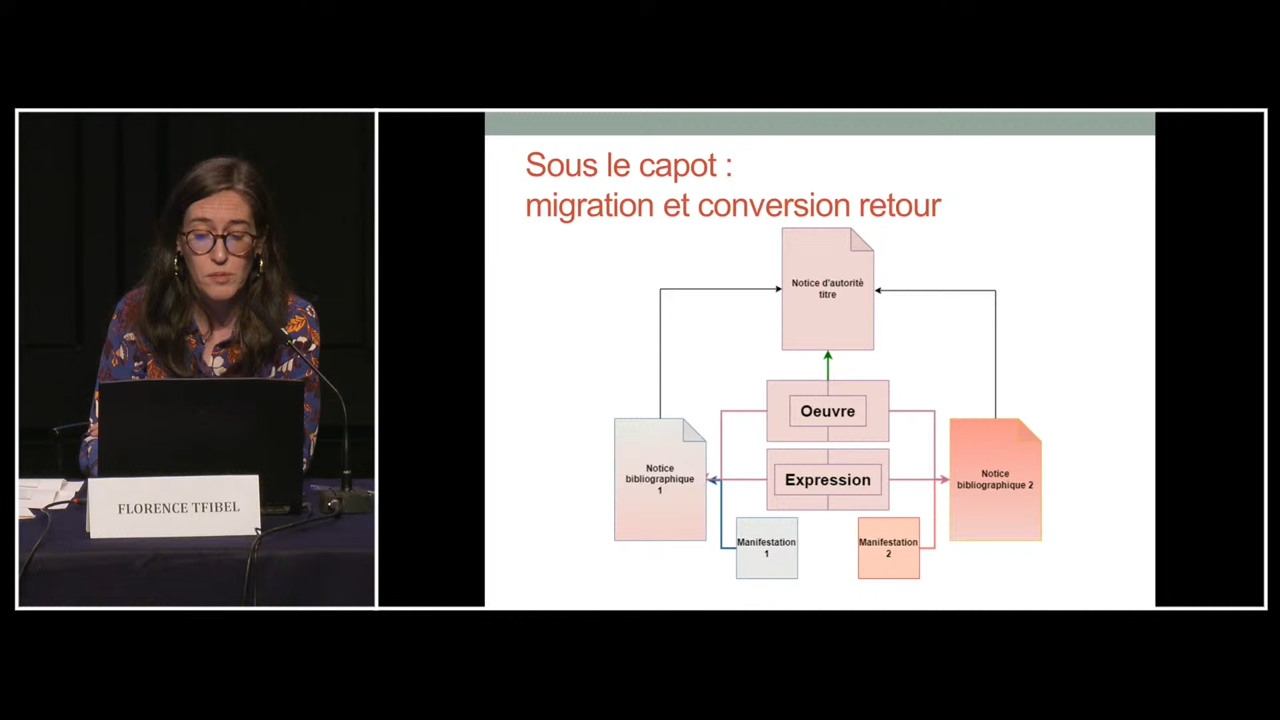 Sous le capot :
migration et conversion retour
Notice d'autorité
titre
Oeuvre
Notice
bibliographique
1
Expression
Notice
bibliographique 2
Manifestation
1
Manifestation
2
FLORENCE TFIBEL